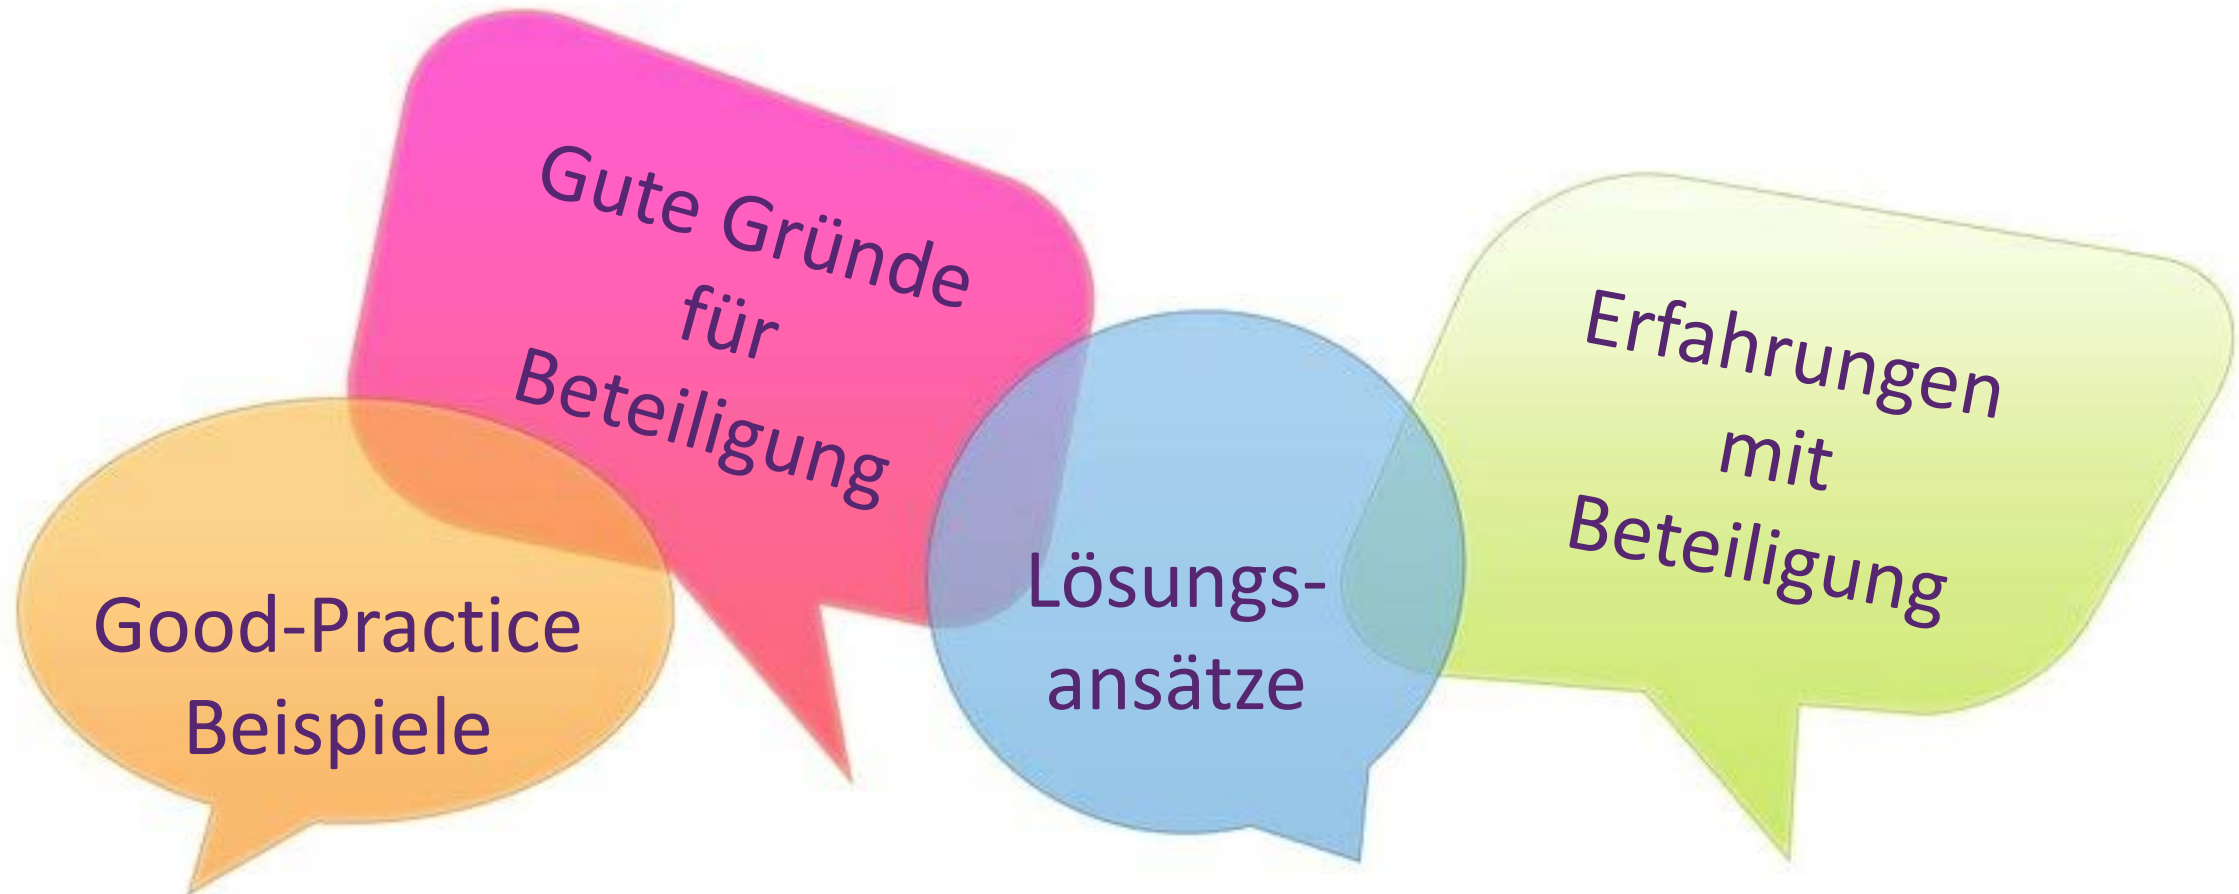 Gute Gründe
für
Beteiligung
Good-Practice
Beispiele
Lösungs-
ansätze
Erfahrungen
mit
Beteiligung